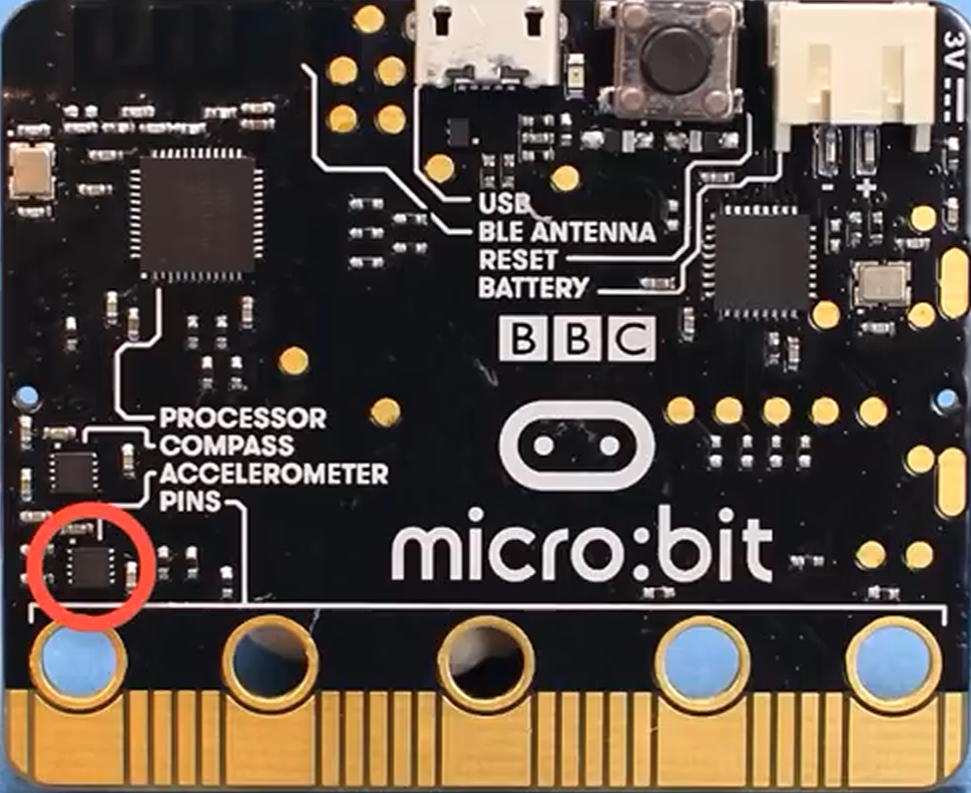 3V
- +
USB
BLE ANTENNA
RESET
BATTERY
BBC
PROCESSOR
COMPASS
ACCELEROMETER
PINS
micro:bit